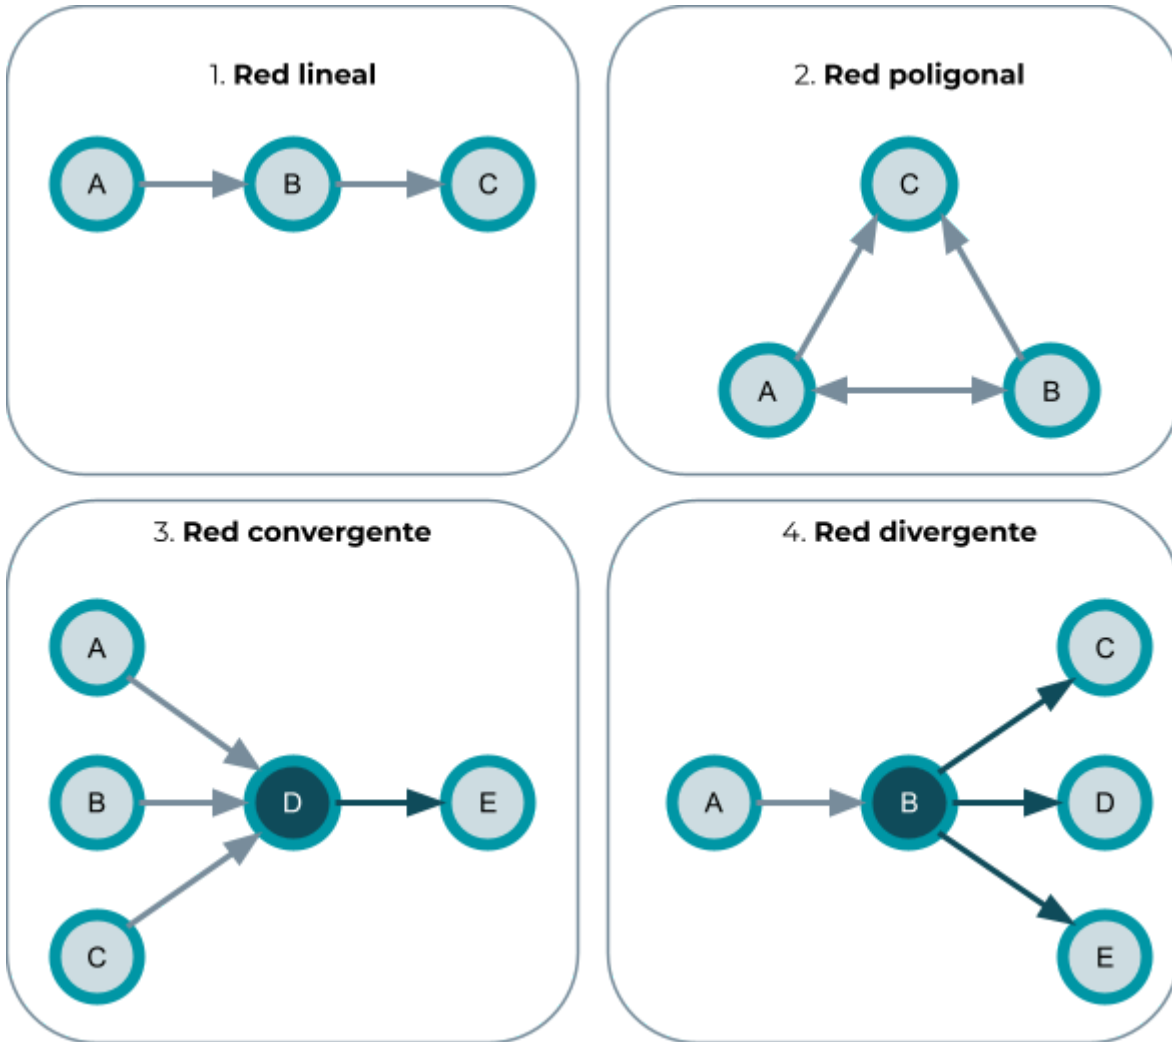 1. Red lineal
A
B
C
2. Red poligonal
C
A
B
3. Red convergente
A
B
D
E
C
4. Red divergente
C
A
B
D
E